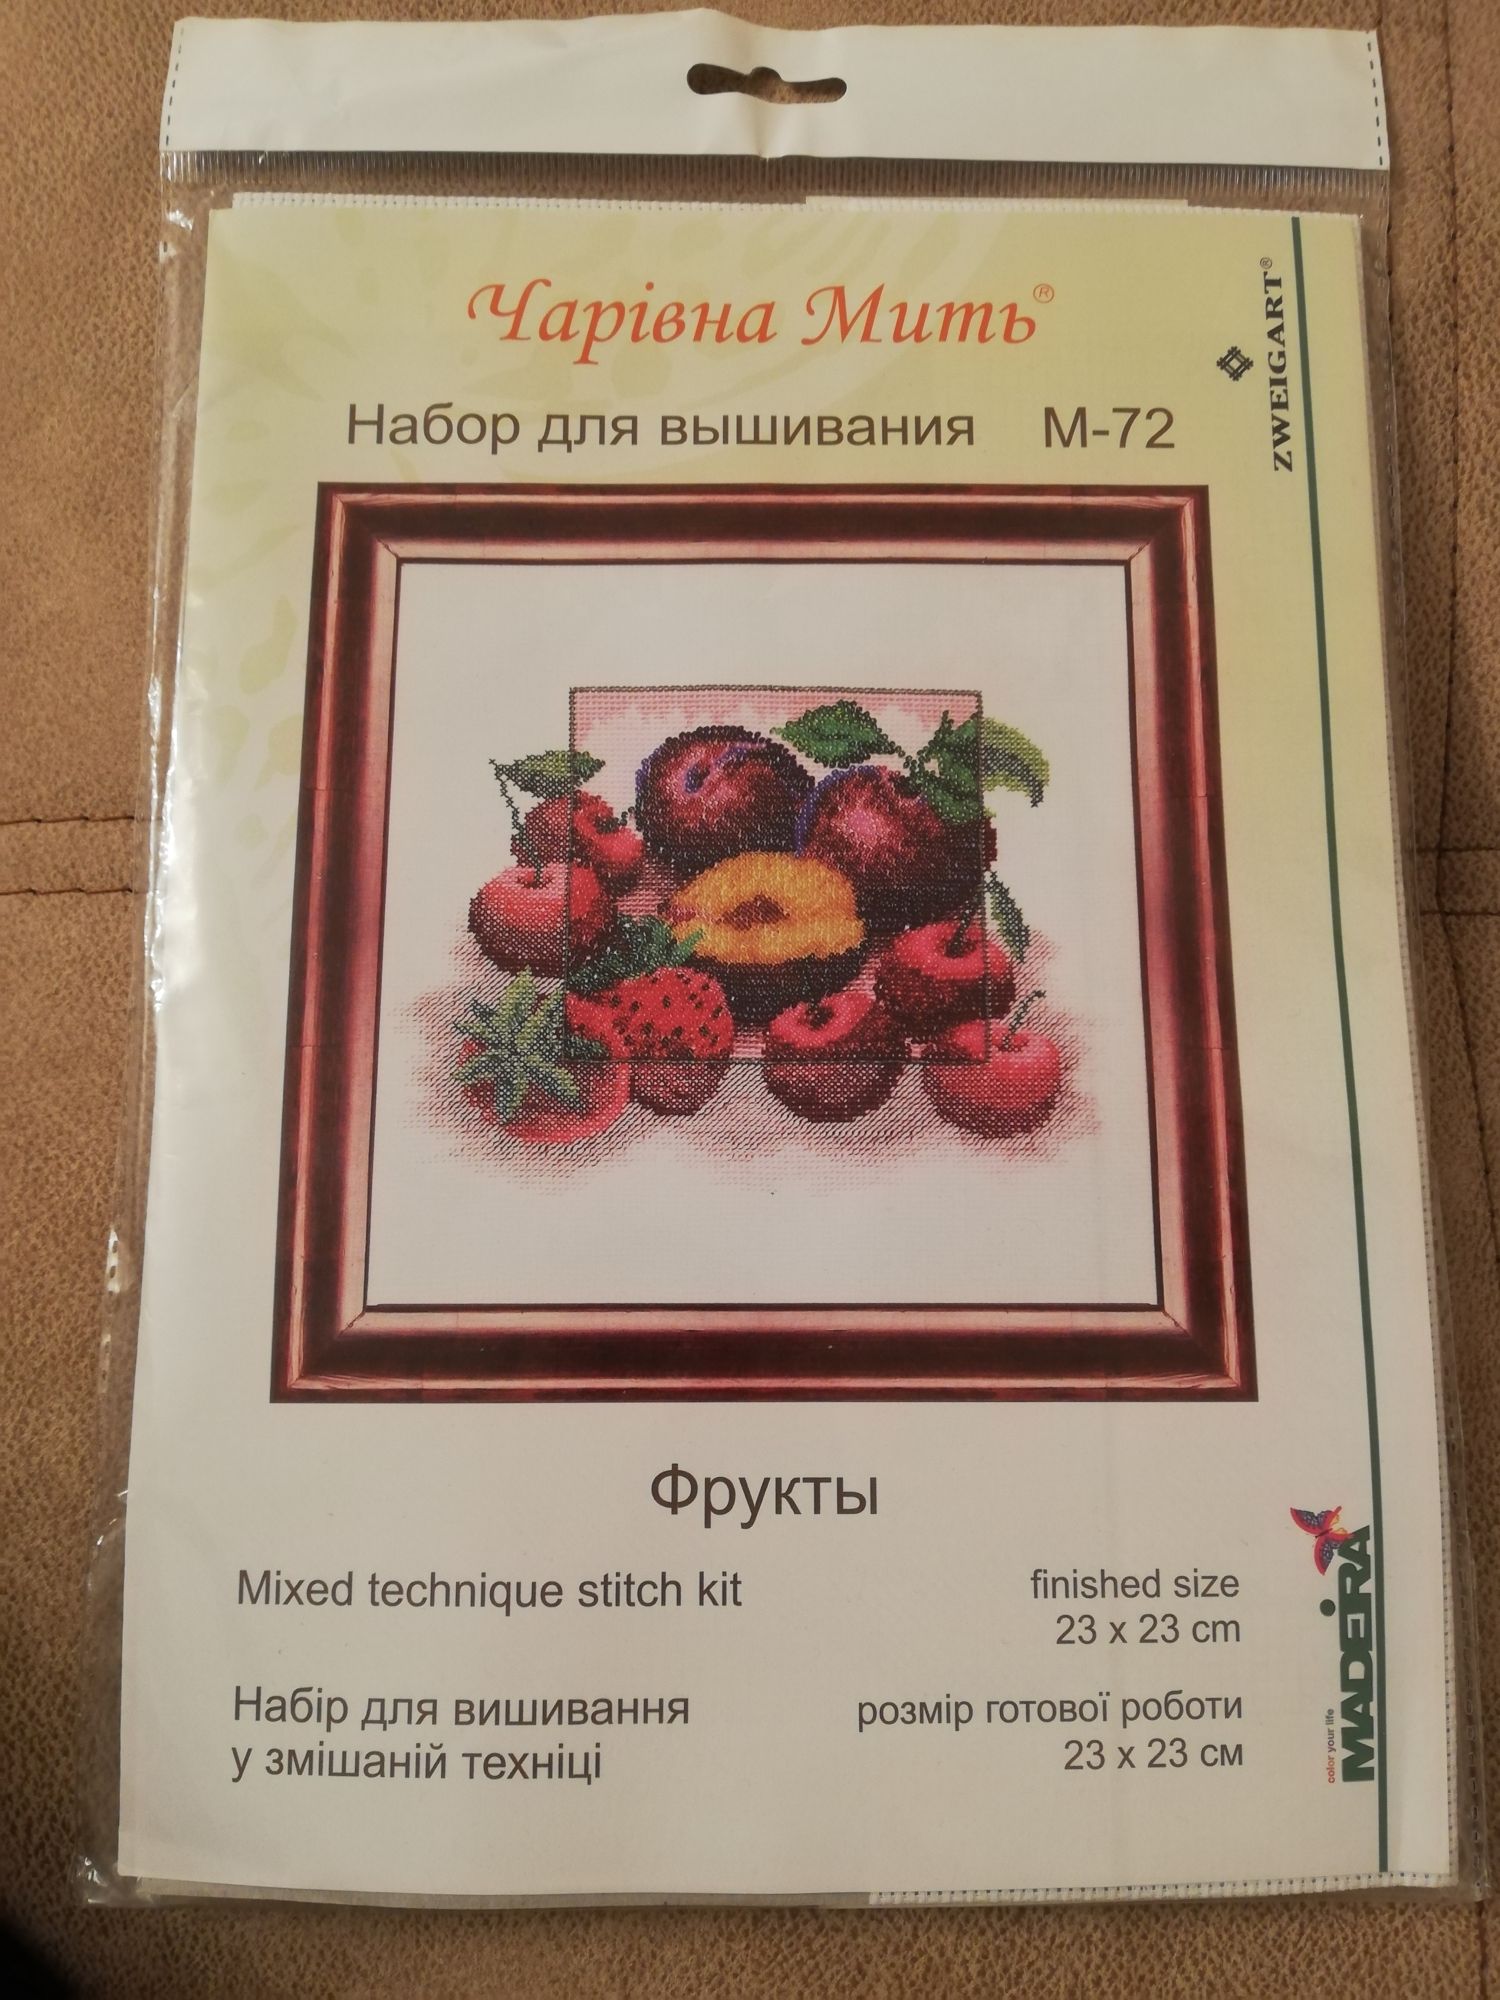 Чарівна Мить®
Набор для вышивания М-72
ZWEIGART®
Фрукты
Mixed technique stitch kit
finished size
23 x 23 cm
Набір для вишивання
у змішаній техніці
розмір готової роботи
23 х 23 см
color your life
MADEIRA